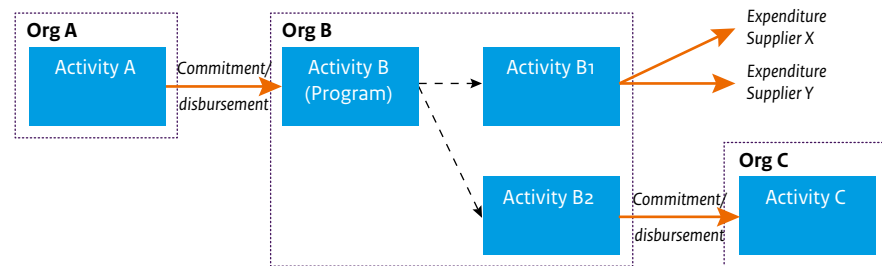 Org A
Activity A
Commitment/
disbursement
Org B
Activity B
(Program)
Activity B1
Expenditure
Supplier X
Expenditure
Supplier Y
Activity B2
Commitment/
disbursement
Org C
Activity C